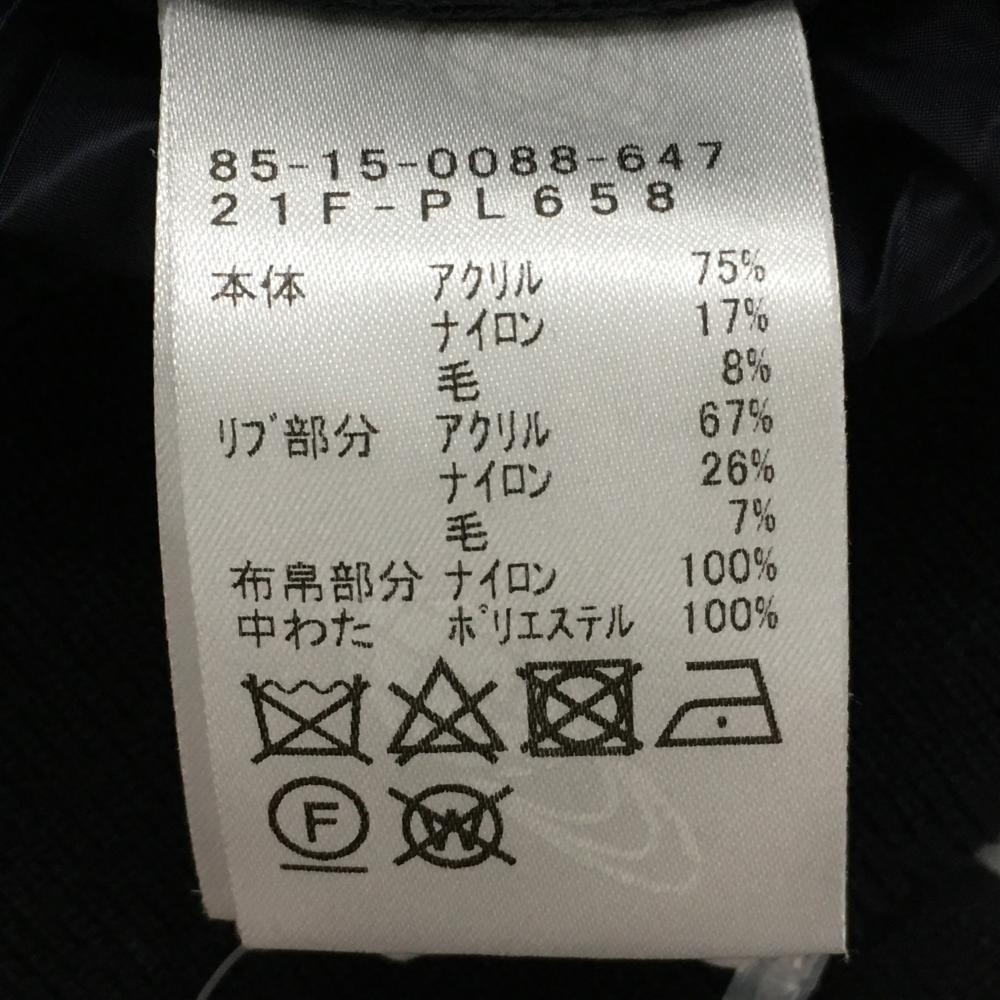 85-15-0088-647
21F-PL658
本体 アクリル 75%
ナイロン 17%
毛 8%
リブ部分 アクリル 67%
ナイロン 26%
毛 7%
布帛部分 ナイロン 100%
中わた ポリエステル 100%
F W